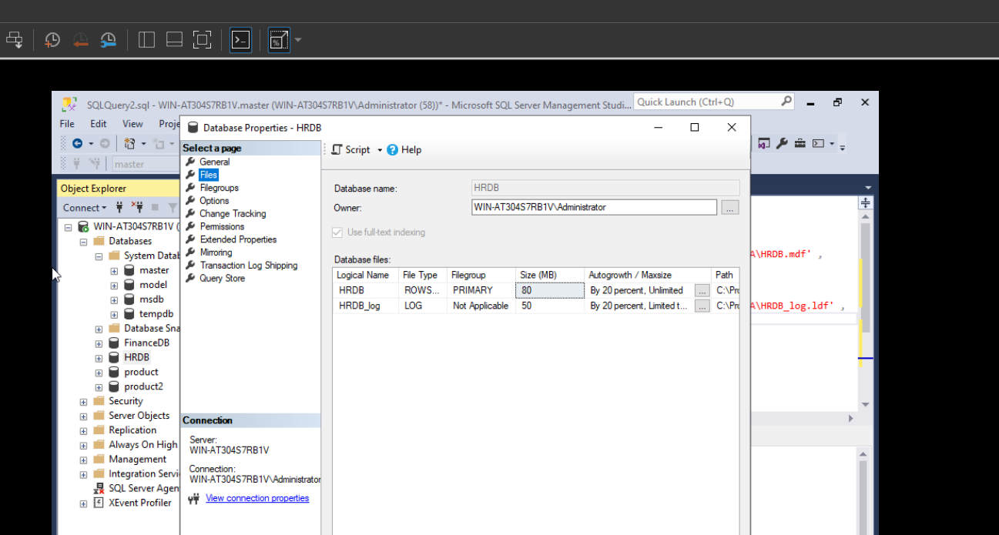 SQLQuery2.sql - WIN-AT304S7RB1V.master (WIN-AT304S7RB1V\Administrator (58))* - Microsoft SQL Server Management Studi...
Quick Launch (Ctrl+Q)
File Edit View Proje
master
Object Explorer
Connect
WIN-AT304S7RB1V (
Databases
System Datab
master
model
msdb
tempdb
Database Sna
FinanceDB
HRDB
product
product2
Security
Server Objects
Replication
Always On High
Management
Integration Servi
SQL Server Agen
XEvent Profiler
Database Properties - HRDB
Select a page
General
Files
Filegroups
Options
Change Tracking
Permissions
Extended Properties
Mirroring
Transaction Log Shipping
Query Store
Connection
Server:
WIN-AT304S7RB1V
Connection:
WIN-AT304S7RB1V\Administrator
View connection properties
Script Help
Database name: HRDB
Owner: WIN-AT304S7RB1V\Administrator ...
Use full-text indexing
Database files:
Logical Name File Type Filegroup Size (MB) Autogrowth / Maxsize Path
HRDB ROWS... PRIMARY 80 By 20 percent, Unlimited ... C:\Pro
HRDB_log LOG Not Applicable 50 By 20 percent, Limited t... ... C:\Pro
A\HRDB.mdf' ,
A\HRDB_log.ldf' ,